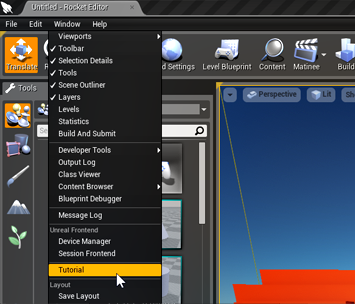 Untitled - Rocket Editor
File Edit Window Help
Viewports
Toolbar
Selection Details
Tools
Scene Outliner
Layers
Levels
Statistics
Build And Submit
Developer Tools
Output Log
Class Viewer
Content Browser
Blueprint Debugger
Message Log
Unreal Frontend
Device Manager
Session Frontend
Tutorial
Layout
Save Layout
Translate
d Settings
Level Blueprint
Content
Matinee
Build
Tools
Perspective
Lit